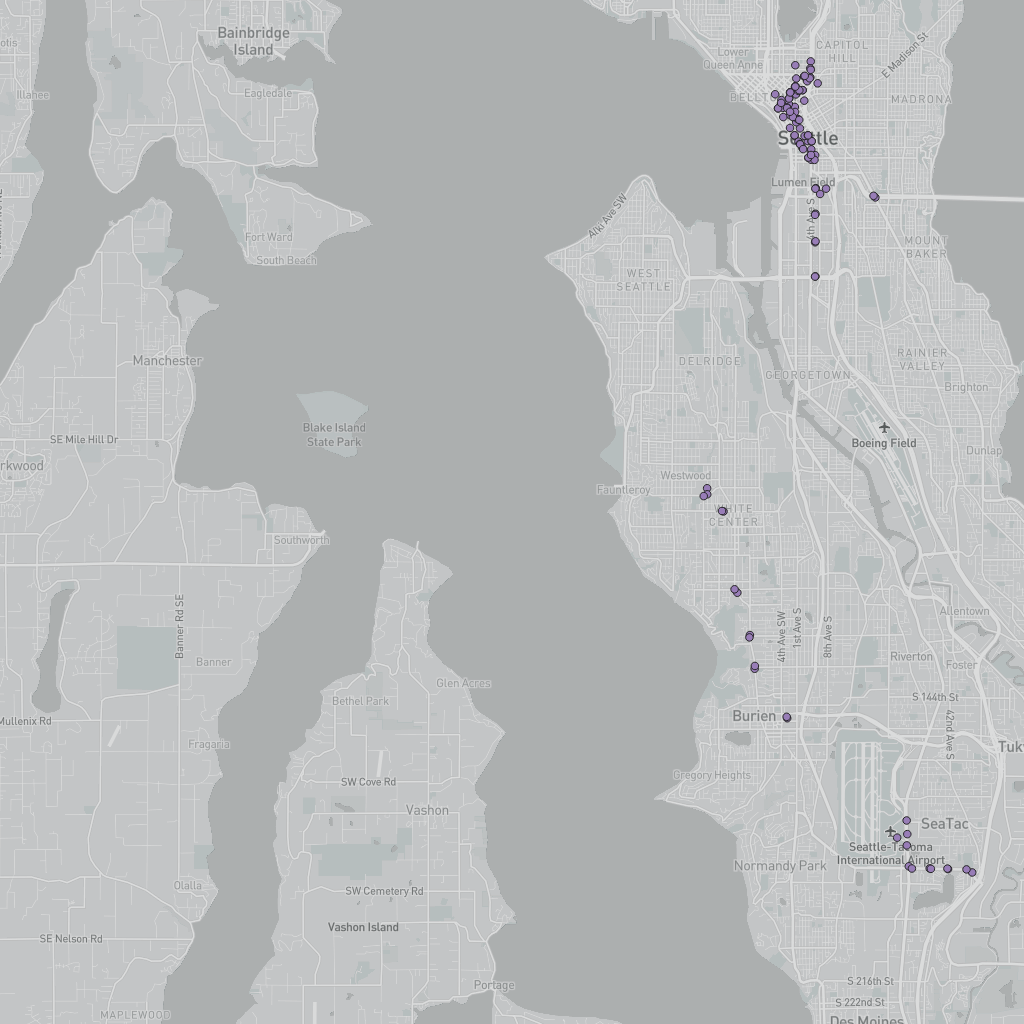 Bainbridge
Island
Illahee
Eagledale
Fort Ward
South Beach
Lower
Queen Anne
CAPITOL
HILL
E Madison St
MADRONA
Lumen Field
4th Ave S
Alki Ave SW
MOUNT
BAKER
WEST
SEATTLE
Manchester
DELRIDGE
GEORGETOWN
RAINIER
VALLEY
Brighton
Blake Island
State Park
SE Mile Hill Dr
Boeing Field
Dunlap
Westwood
Fauntleroy
WHITE
CENTER
Southworth
Banner Rd SE
Banner
4th Ave SW
1st Ave S
8th Ave S
Allentown
Riverton
Foster
Glen Acres
Bethel Park
S 144th St
42nd Ave S
Mullenix Rd
Burien
Fragaria
Gregory Heights
SW Cove Rd
Vashon
SeaTac
Seattle-Tacoma
International Airport
Normandy Park
Olalla
SW Cemetery Rd
Vashon Island
SE Nelson Rd
Portage
S 216th St
S 222nd St
MAPLEWOOD
Des Moines